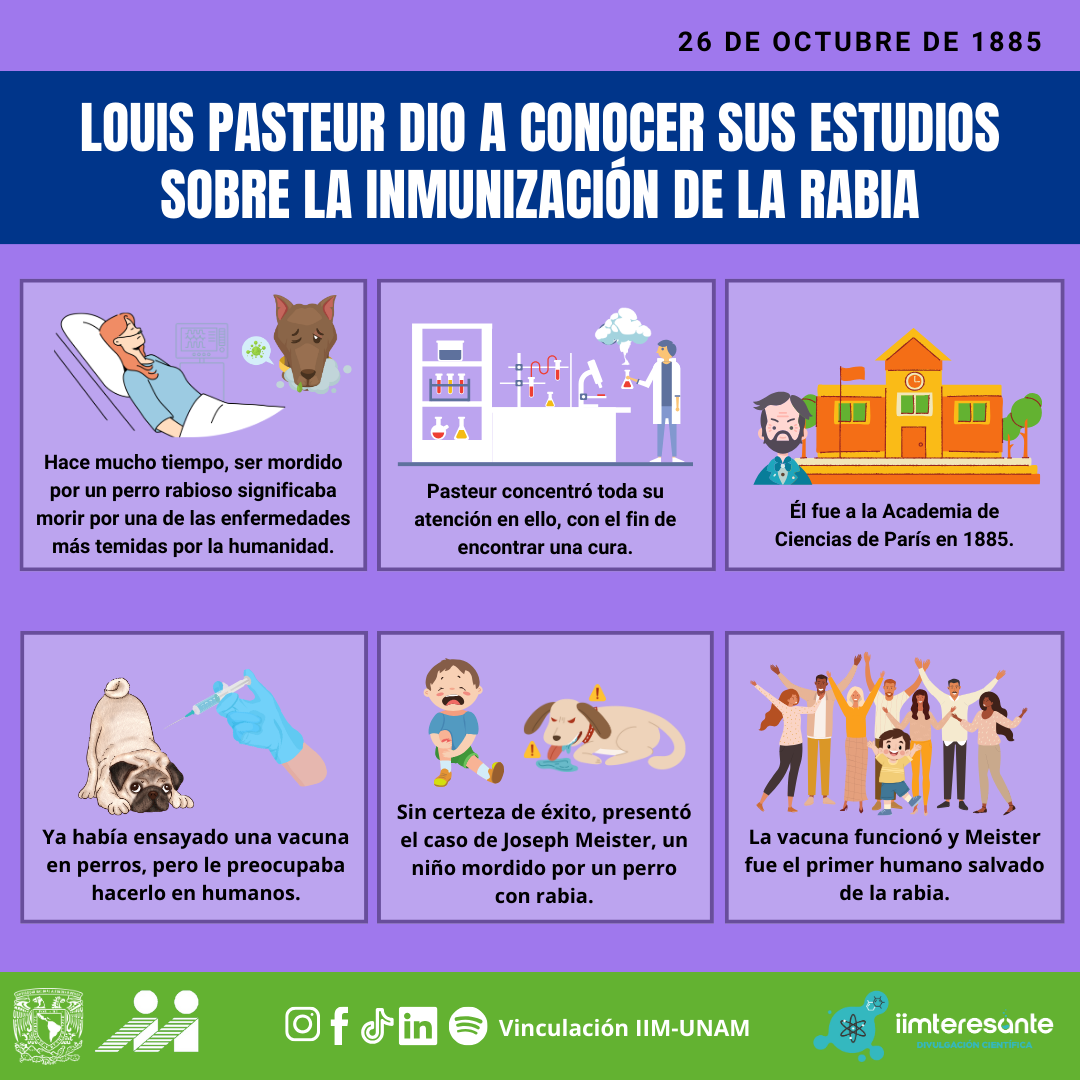 26 DE OCTUBRE DE 1885
LOUIS PASTEUR DIO A CONOCER SUS ESTUDIOS
SOBRE LA INMUNIZACIÓN DE LA RABIA
Hace mucho tiempo, ser mordido
por un perro rabioso significaba
morir por una de las enfermedades
más temidas por la humanidad.
Pasteur concentró toda su
atención en ello, con el fin de
encontrar una cura.
Él fue a la Academia de
Ciencias de París en 1885.
Ya había ensayado una vacuna
en perros, pero le preocupaba
hacerlo en humanos.
Sin certeza de éxito, presentó
el caso de Joseph Meister, un
niño mordido por un perro
con rabia.
La vacuna funcionó y Meister
fue el primer humano salvado
de la rabia.
Vinculación IIM-UNAM
iimteresante
DIVULGACIÓN CIENTÍFICA